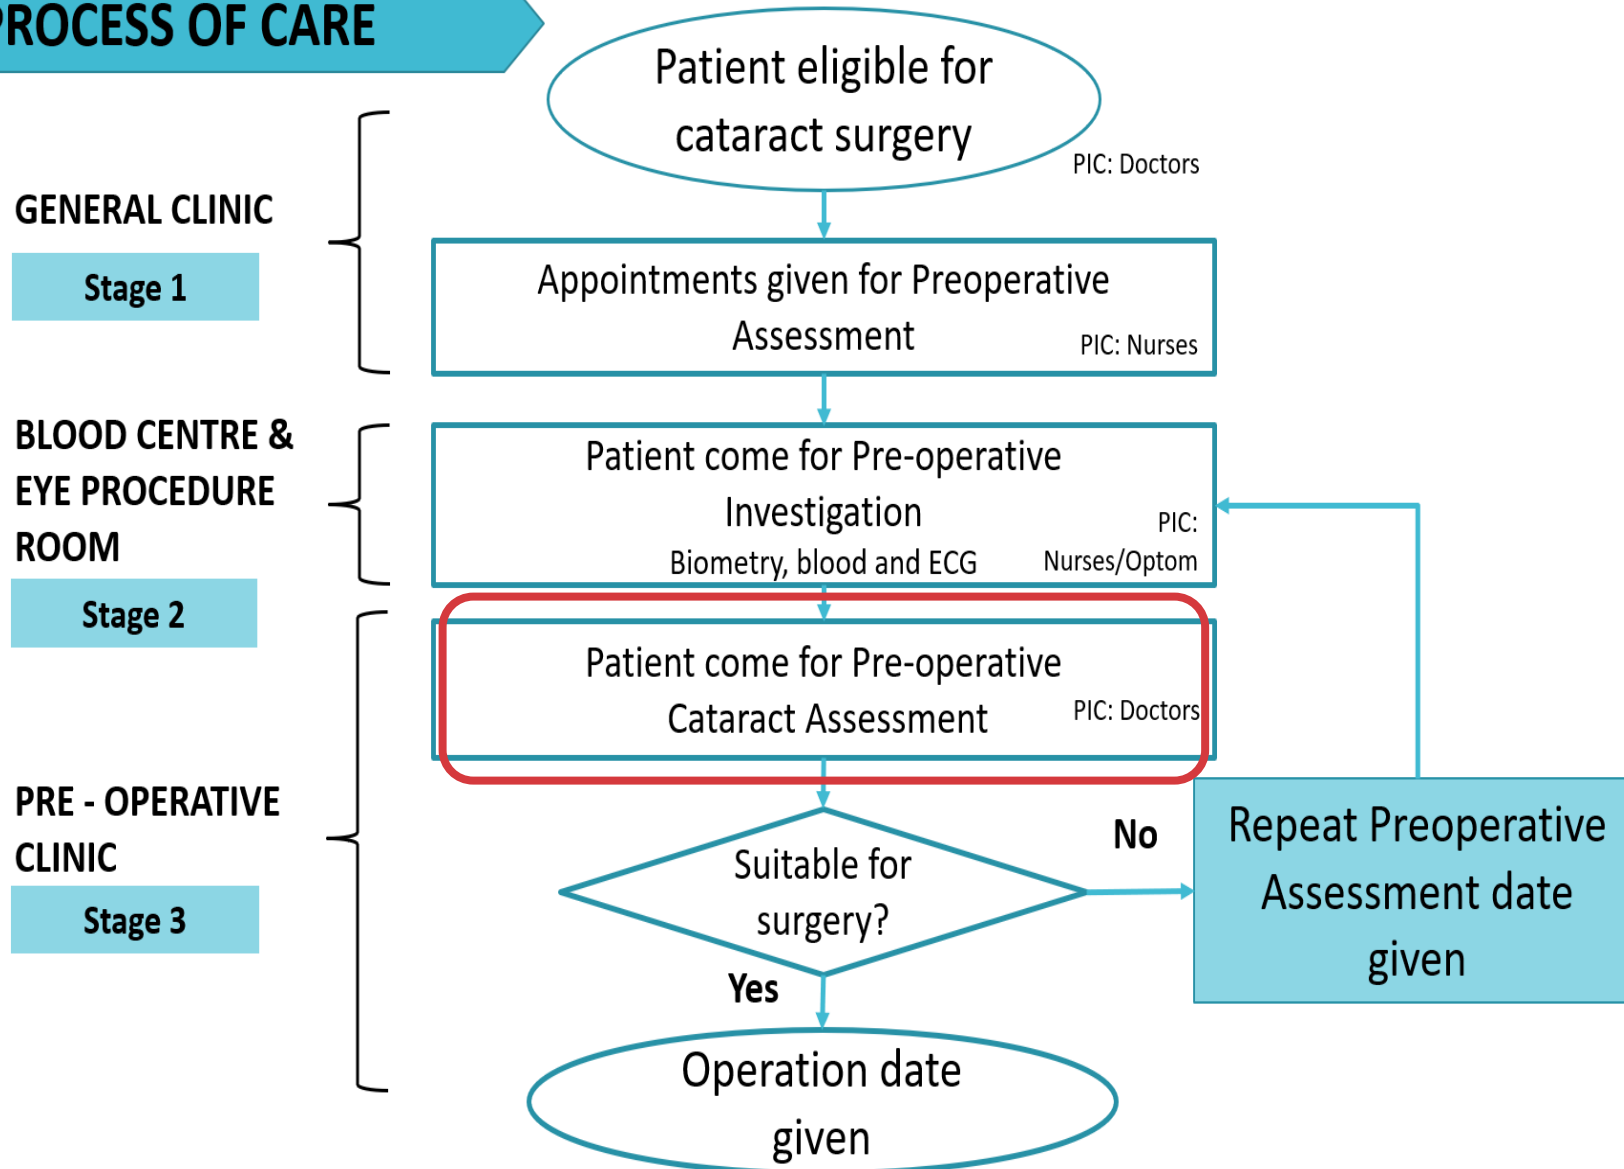 PROCESS OF CARE
Patient eligible for
cataract surgery
PIC: Doctors
GENERAL CLINIC
Stage 1
Appointments given for Preoperative
Assessment
PIC: Nurses
BLOOD CENTRE &
EYE PROCEDURE
ROOM
Stage 2
Patient come for Pre-operative
Investigation
Biometry, blood and ECG
PIC:
Nurses/Optom
Patient come for Pre-operative
Cataract Assessment
PIC: Doctors
PRE - OPERATIVE
CLINIC
Stage 3
Suitable for
surgery?
No
Repeat Preoperative
Assessment date
given
Yes
Operation date
given